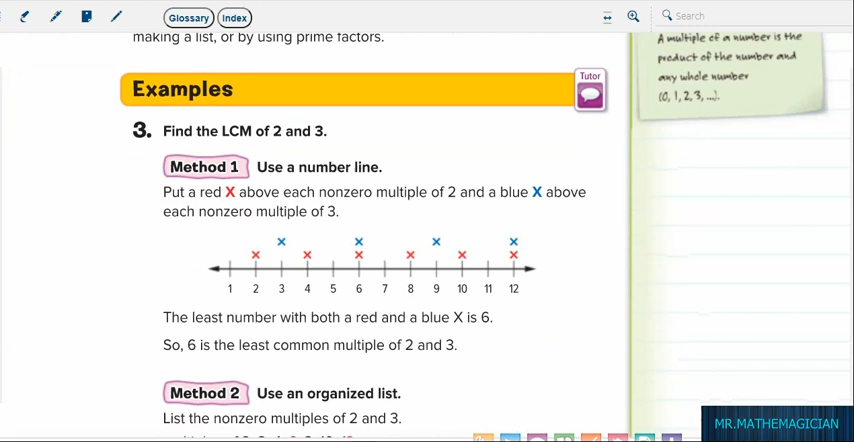 Glossary Index
Search
making a list, or by using prime factors.
A multiple of a number is the
product of the number and
any whole number
(0, 1, 2, 3, ...).
Examples
Tutor
3. Find the LCM of 2 and 3.
Method 1 Use a number line.
Put a red X above each nonzero multiple of 2 and a blue X above
each nonzero multiple of 3.
X X X X
X X X X X X
1 2 3 4 5 6 7 8 9 10 11 12
The least number with both a red and a blue X is 6.
So, 6 is the least common multiple of 2 and 3.
Method 2 Use an organized list.
List the nonzero multiples of 2 and 3.
MR.MATHEMAGICIAN